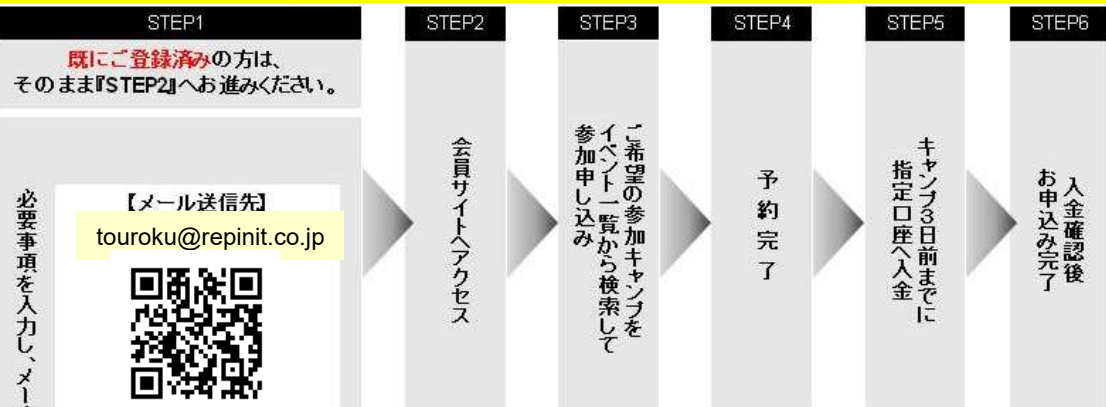 STEP1
既にご登録済みの方は、
そのまま『STEP2』へお進みください。
必要事項を入力し、メー
【メール送信先】
touroku@repinit.co.jp
STEP2
会員サイトへアクセス
STEP3
ご希望の参加キャンプを
イベント一覧から検索して
参加申し込み
STEP4
予約完了
STEP5
キャンプ3日前までに
指定口座へ入金
STEP6
入金確認後
お申込み完了